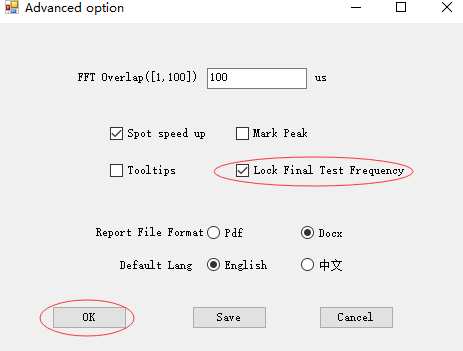 Advanced option
FFT Overlap([1,100]) 100 us
Spot speed up Mark Peak
Tooltips Lock Final Test Frequency
Report File Format Pdf Docx
Default Lang English 中文
OK Save Cancel